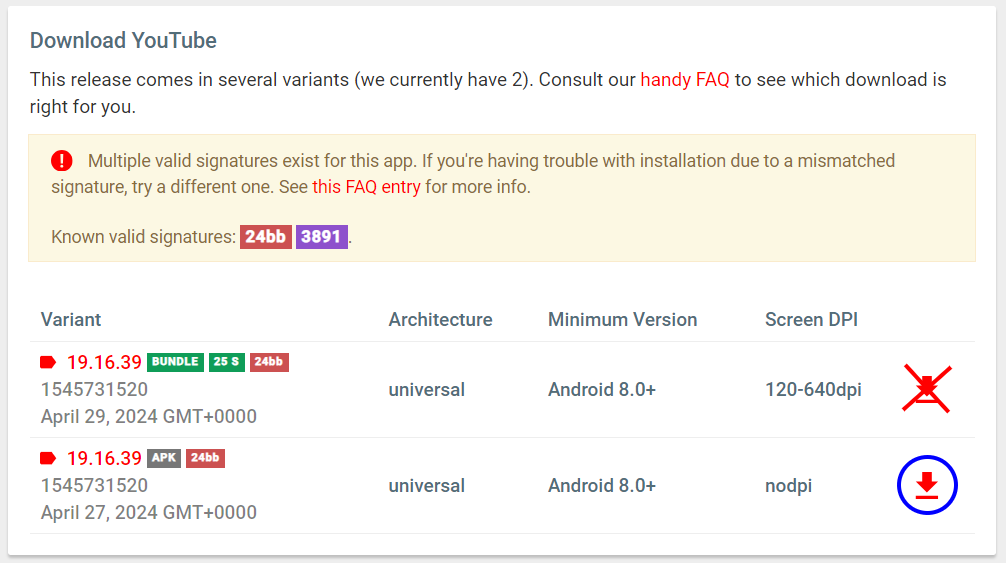 Download YouTube
This release comes in several variants (we currently have 2). Consult our handy FAQ to see which download is
right for you.
! Multiple valid signatures exist for this app. If you're having trouble with installation due to a mismatched
signature, try a different one. See this FAQ entry for more info.
Known valid signatures: 24bb 3891.
Variant Architecture Minimum Version Screen DPI
19.16.39 BUNDLE 25 S 24bb
1545731520 universal Android 8.0+ 120-640dpi
April 29, 2024 GMT+0000
19.16.39 APK 24bb
1545731520 universal Android 8.0+ nodpi
April 27, 2024 GMT+0000